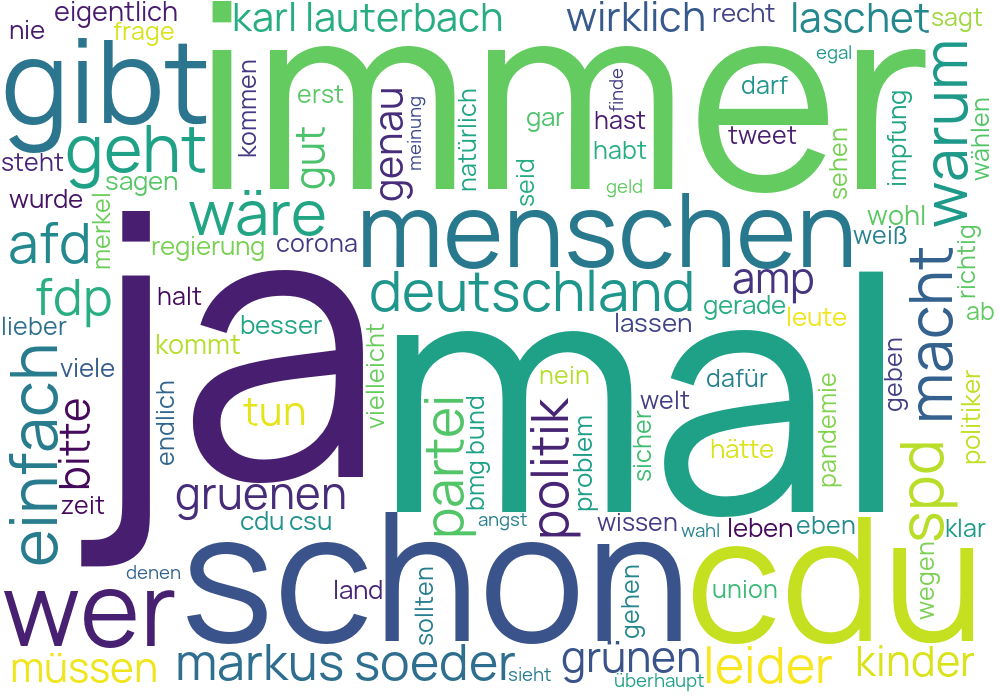 eigentlich
karl lauterbach
wirklich
recht
laschet
sagt
nie
frage
immer
egal
gibt
kommen
erst
genau
meinung
natürlich
gar
finde
hast
darf
tweet
warum
wählen
geht
gut
habt
sehen
impfung
steht
sagen
seid
geld
wurde
merkel
wäre
menschen
wohl
weiß
afd
regierung
corona
ja
fdp
halt
deutschland
amp
gerade
leute
macht
richtig
ab
lieber
besser
lassen
mal
kommt
vielleicht
einfach
viele
nein
dafür
geben
bitte
endlich
tun
partei
bmg bund
politik
problem
welt
sicher
hätte
pandemie
politiker
zeit
gruenen
spd
cdu csu
angst
wissen
wahl
leben
eben
klar
schon
cdu
denen
wer
land
sollten
gehen
union
wegen
müssen
markus soeder
sieht
grünen
überhaupt
leider
kinder